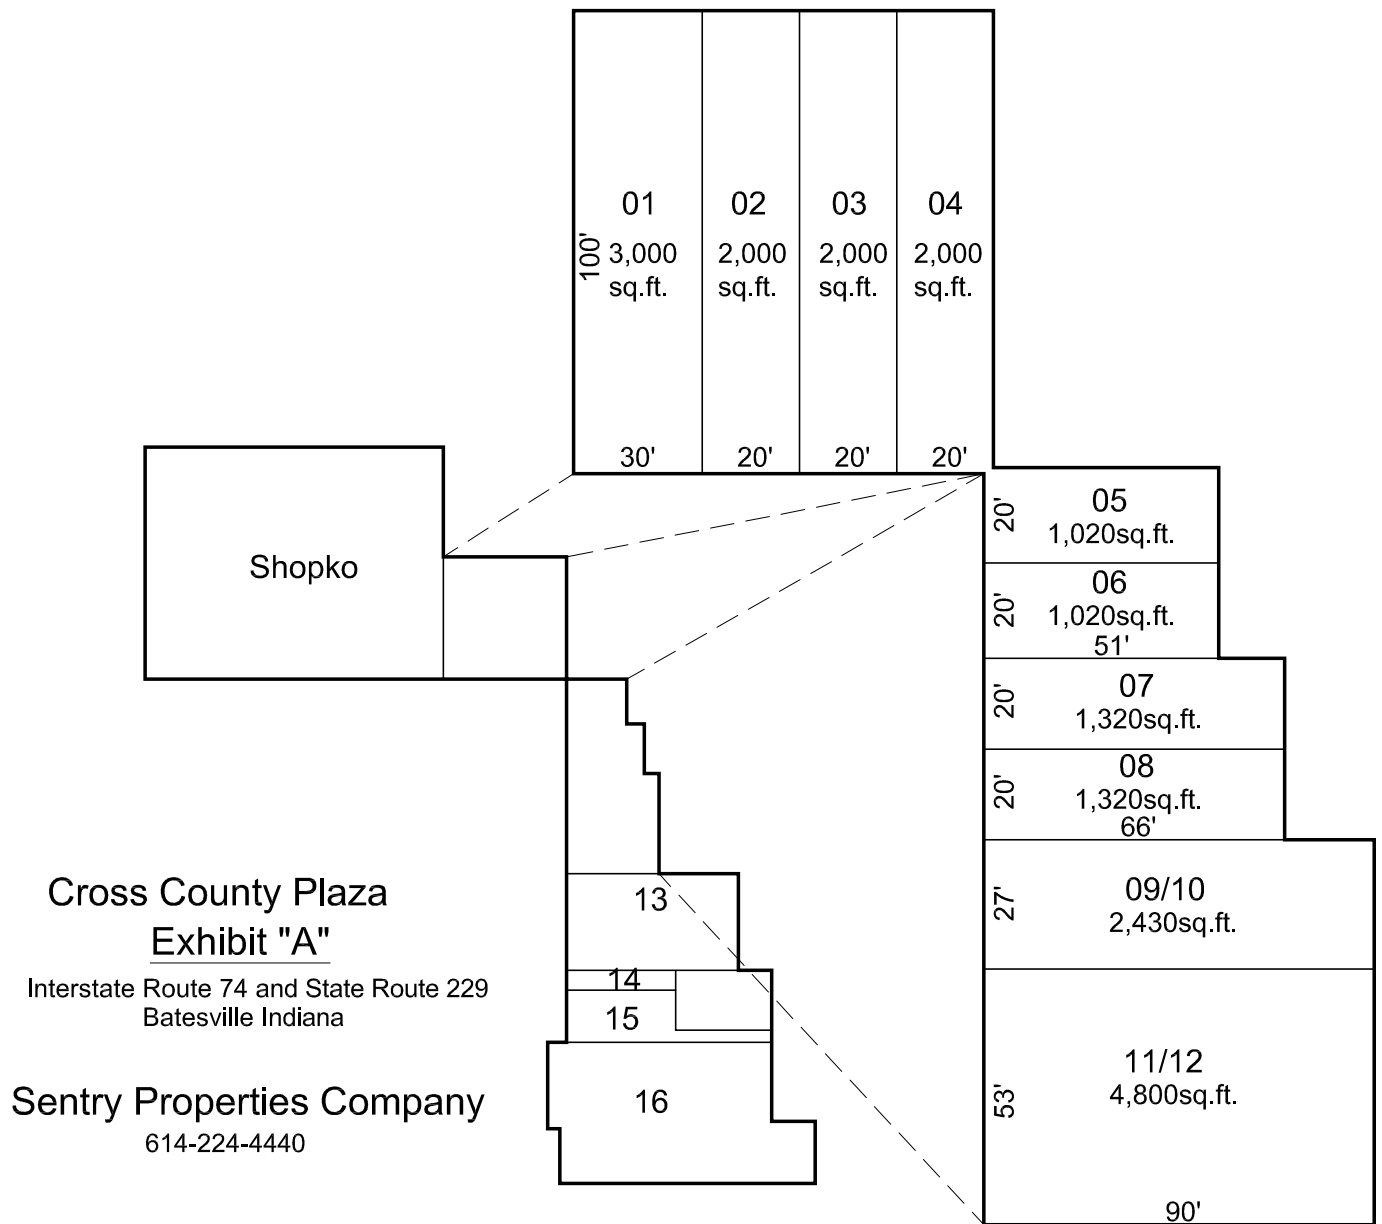 01
3,000
sq.ft.
100'
30'
02
2,000
sq.ft.
20'
03
2,000
sq.ft.
20'
04
2,000
sq.ft.
20'
Shopko
05
1,020sq.ft.
20'
06
1,020sq.ft.
51'
20'
07
1,320sq.ft.
20'
08
1,320sq.ft.
66'
20'
09/10
2,430sq.ft.
27'
11/12
4,800sq.ft.
53'
90'
13
14
15
16
Cross County Plaza
Exhibit "A"
Interstate Route 74 and State Route 229
Batesville Indiana
Sentry Properties Company
614-224-4440